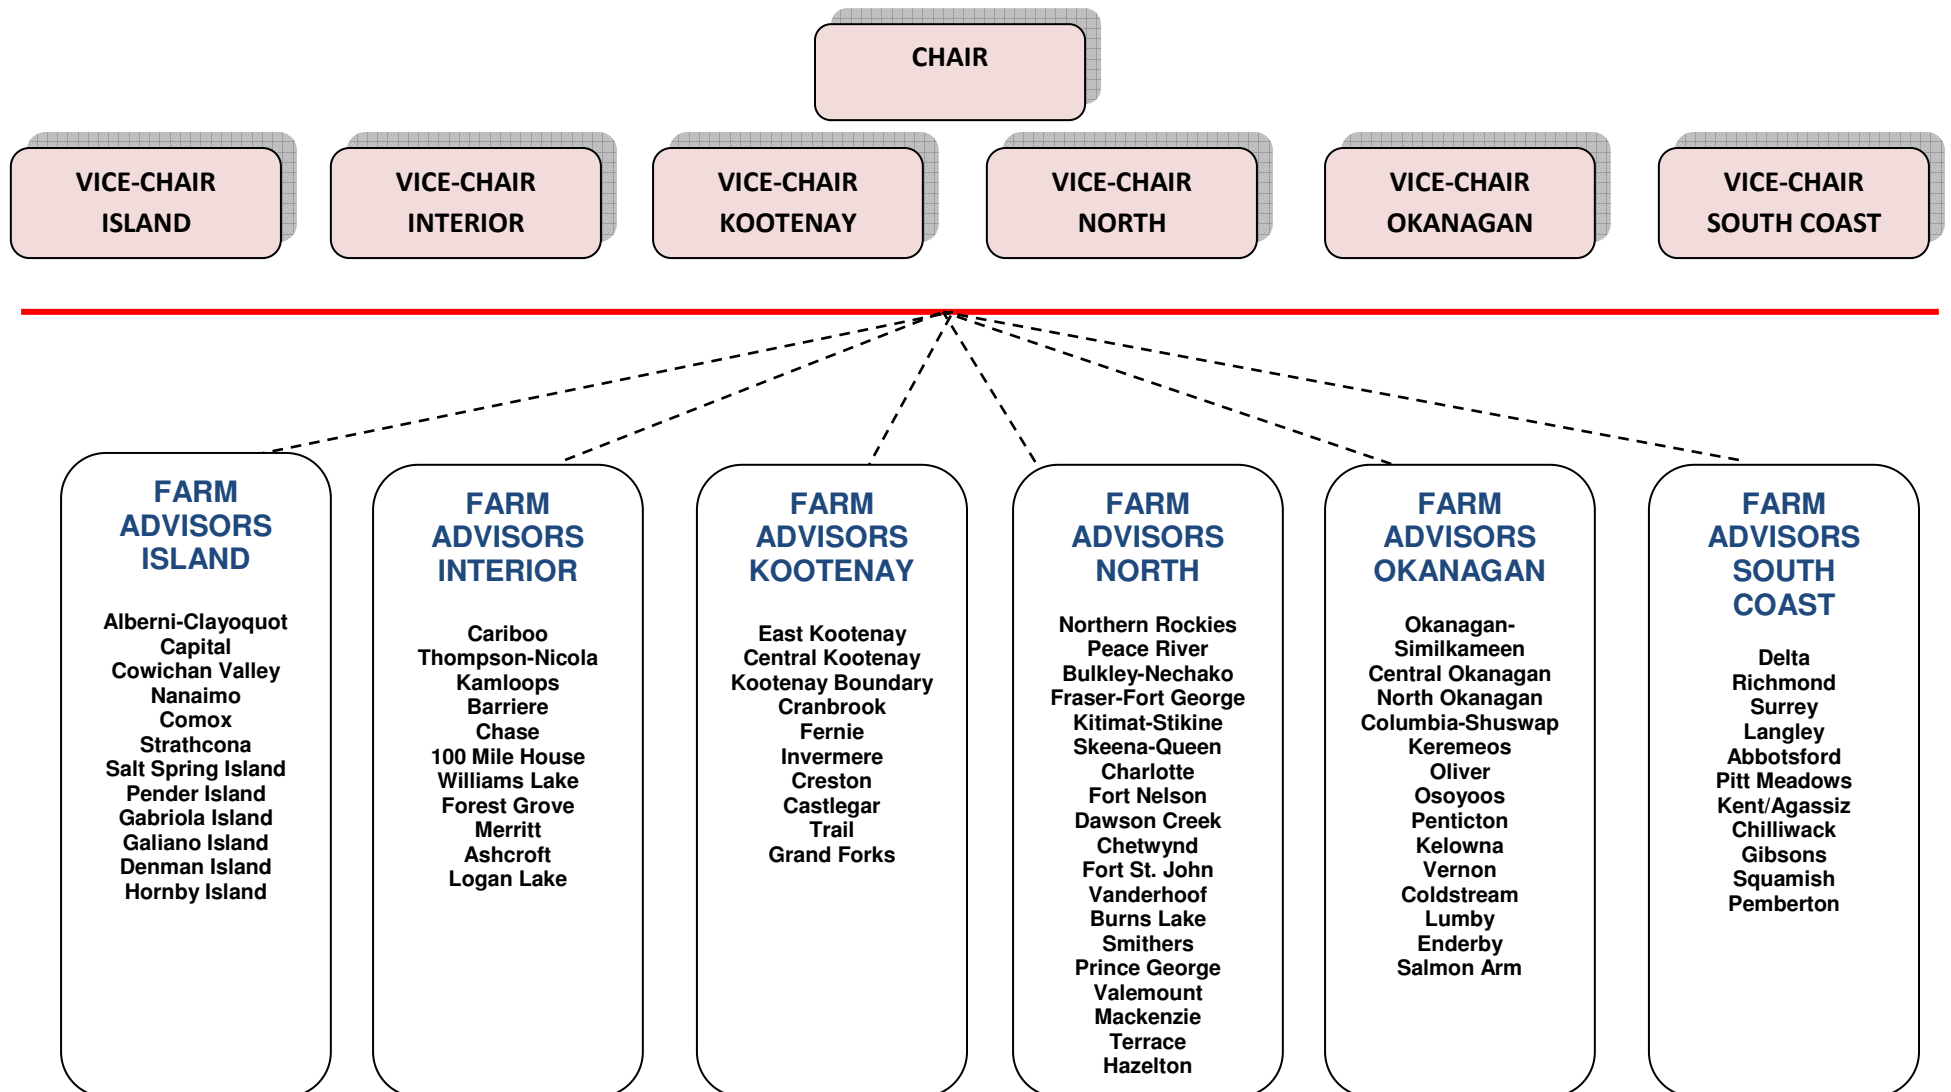 CHAIR
VICE-CHAIR
ISLAND
VICE-CHAIR
INTERIOR
VICE-CHAIR
KOOTENAY
VICE-CHAIR
NORTH
VICE-CHAIR
OKANAGAN
VICE-CHAIR
SOUTH COAST
FARM
ADVISORS
ISLAND
Alberni-Clayoquot
Capital
Cowichan Valley
Nanaimo
Comox
Strathcona
Salt Spring Island
Pender Island
Gabriola Island
Galiano Island
Denman Island
Hornby Island
FARM
ADVISORS
INTERIOR
Cariboo
Thompson-Nicola
Kamloops
Barriere
Chase
100 Mile House
Williams Lake
Forest Grove
Merritt
Ashcroft
Logan Lake
FARM
ADVISORS
KOOTENAY
East Kootenay
Central Kootenay
Kootenay Boundary
Cranbrook
Fernie
Invermere
Creston
Castlegar
Trail
Grand Forks
FARM
ADVISORS
NORTH
Northern Rockies
Peace River
Bulkley-Nechako
Fraser-Fort George
Kitimat-Stikine
Skeena-Queen
Charlotte
Fort Nelson
Dawson Creek
Chetwynd
Fort St. John
Vanderhoof
Burns Lake
Smithers
Prince George
Valemount
Mackenzie
Terrace
Hazelton
FARM
ADVISORS
OKANAGAN
Okanagan-
Similkameen
Central Okanagan
North Okanagan
Columbia-Shuswap
Keremeos
Oliver
Osoyoos
Penticton
Kelowna
Vernon
Coldstream
Lumby
Enderby
Salmon Arm
FARM
ADVISORS
SOUTH
COAST
Delta
Richmond
Surrey
Langley
Abbotsford
Pitt Meadows
Kent/Agassiz
Chilliwack
Gibsons
Squamish
Pemberton